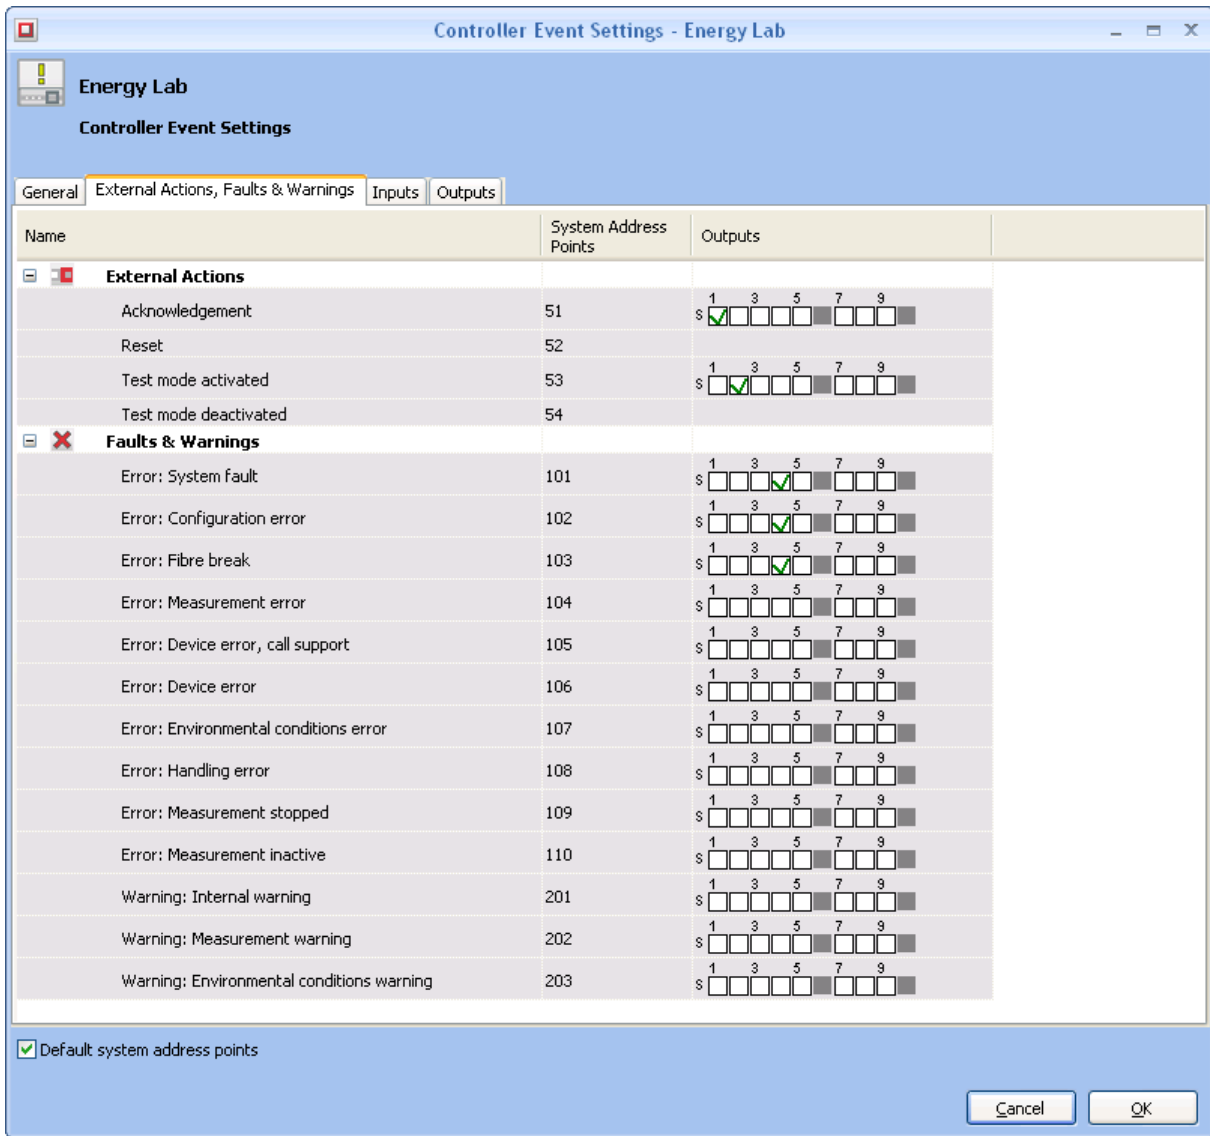 Controller Event Settings - Energy Lab
Energy Lab
Controller Event Settings
General External Actions, Faults & Warnings Inputs Outputs
Name System Address Points Outputs
External Actions
1 3 5 7 9
Acknowledgement 51 S
Reset 52
1 3 5 7 9
Test mode activated 53 S
Test mode deactivated 54
Faults & Warnings
1 3 5 7 9
Error: System fault 101 S
1 3 5 7 9
Error: Configuration error 102 S
1 3 5 7 9
Error: Fibre break 103 S
1 3 5 7 9
Error: Measurement error 104 S
1 3 5 7 9
Error: Device error, call support 105 S
1 3 5 7 9
Error: Device error 106 S
1 3 5 7 9
Error: Environmental conditions error 107 S
1 3 5 7 9
Error: Handling error 108 S
1 3 5 7 9
Error: Measurement stopped 109 S
1 3 5 7 9
Error: Measurement inactive 110 S
1 3 5 7 9
Warning: Internal warning 201 S
1 3 5 7 9
Warning: Measurement warning 202 S
1 3 5 7 9
Warning: Environmental conditions warning 203 S
Default system address points
Cancel OK